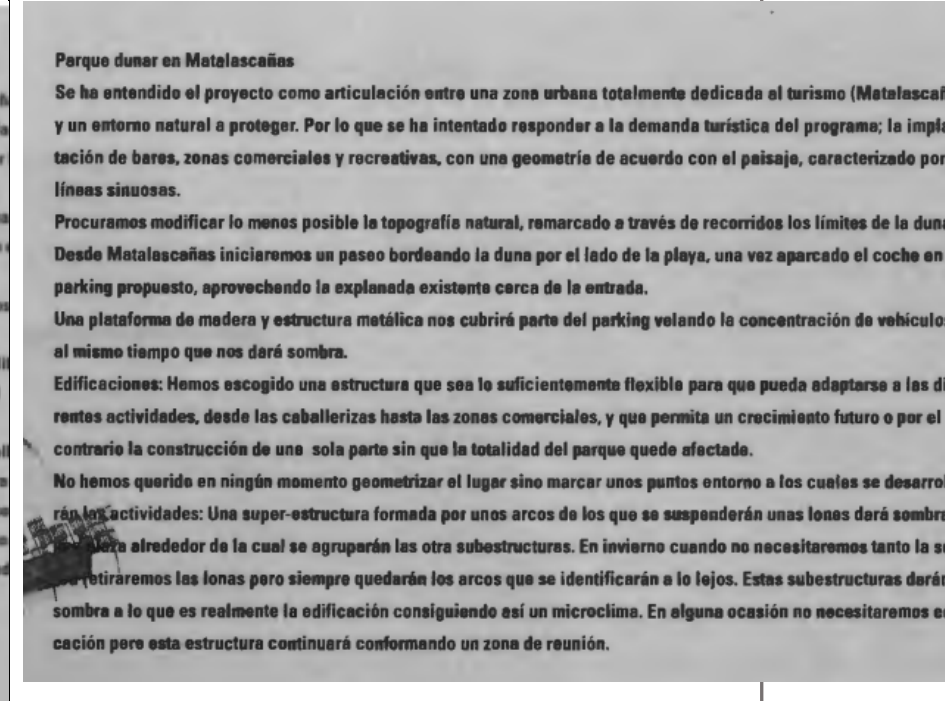 Parque dunar en Matalascañas
Se ha entendido el proyecto como articulación entre una zona urbana totalmente dedicada al turismo (Matalascañ
y un entorno natural a proteger. Por lo que se ha intentado responder a la demanda turística del programa; la impla
tación de bares, zonas comerciales y recreativas, con una geometría de acuerdo con el paisaje, caracterizado por
líneas sinuosas.
Procuramos modificar lo menos posible la topografía natural, remarcado a través de recorridos los límites de la duna
Desde Matalascañas iniciaremos un paseo bordeando la duna por el lado de la playa, una vez aparcado el coche en
parking propuesto, aprovechando la explanada existente cerca de la entrada.
Una plataforma de madera y estructura metálica nos cubrirá parte del parking velando la concentración de vehículos
al mismo tiempo que nos dará sombra.
Edificaciones: Hemos escogido una estructura que sea lo suficientemente flexible para que pueda adaptarse a las di
rentes actividades, desde las caballerizas hasta las zonas comerciales, y que permita un crecimiento futuro o por el
contrario la construcción de una sola parte sin que la totalidad del parque quede afectada.
No hemos querido en ningún momento geometrizar el lugar sino marcar unos puntos entorno a los cuales se desarrol
rán las actividades: Una super-estructura formada por unos arcos de los que se suspenderán unas lonas dará sombra
plaza alrededor de la cual se agruparán las otra subestructuras. En invierno cuando no necesitaremos tanto la
retiraremos las lonas pero siempre quedarán los arcos que se identificarán a lo lejos. Estas subestructuras darán
sombra a lo que es realmente la edificación consiguiendo así un microclima. En alguna ocasión no necesitaremos
cación pere esta estructura continuará conformando un zona de reunión.